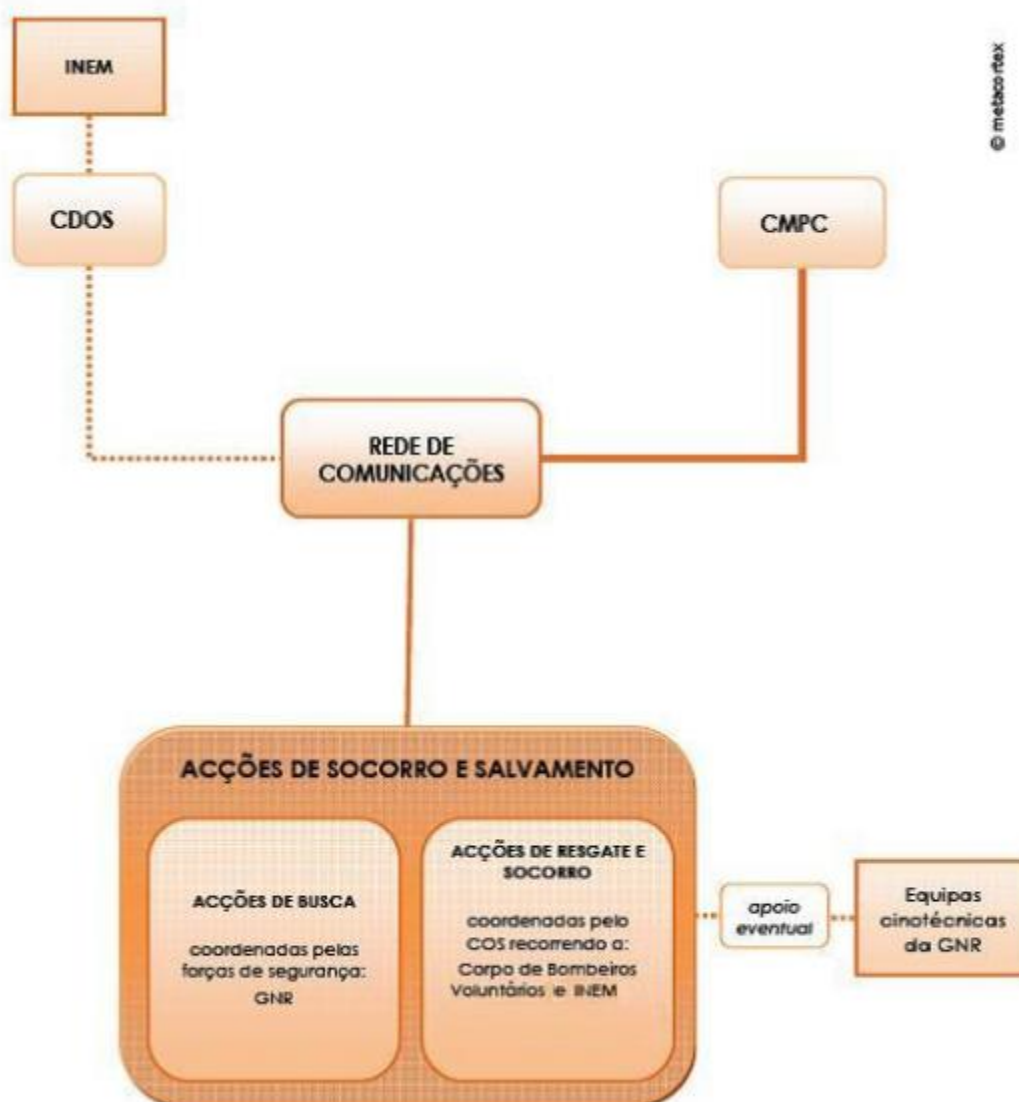 INEM
© metacortex
CDOS
CMPC
REDE DE
COMUNICAÇÕES
ACÇÕES DE SOCORRO E SALVAMENTO
ACÇÕES DE BUSCA
coordenadas pelas
forças de segurança:
GNR
ACÇÕES DE RESGATE E
SOCORRO
coordenadas pelo
COS recorrendo a:
Corpo de Bombeiros
Voluntários e INEM
apoio
eventual
Equipas
cinotécnicas
da GNR